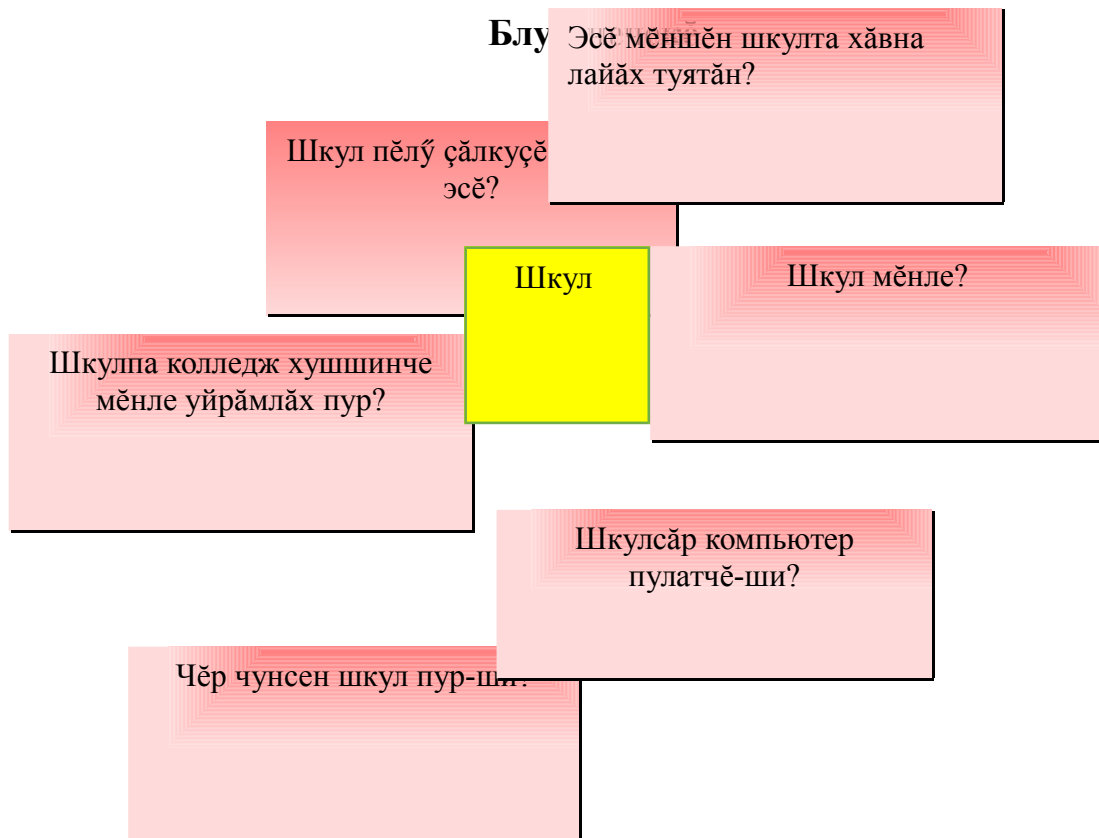 Блу
Эсĕ мĕншĕн шкулта хăвна
лайăх туятăн?
Шкул пĕлӳ çăлкуçĕ
эсĕ?
Шкул
Шкул мĕнле?
Шкулпа колледж хушшинче
мĕнле уйрăмлăх пур?
Шкулсăр компьютер
пулатчĕ-ши?
Чĕр чунсен шкул пур-ши?